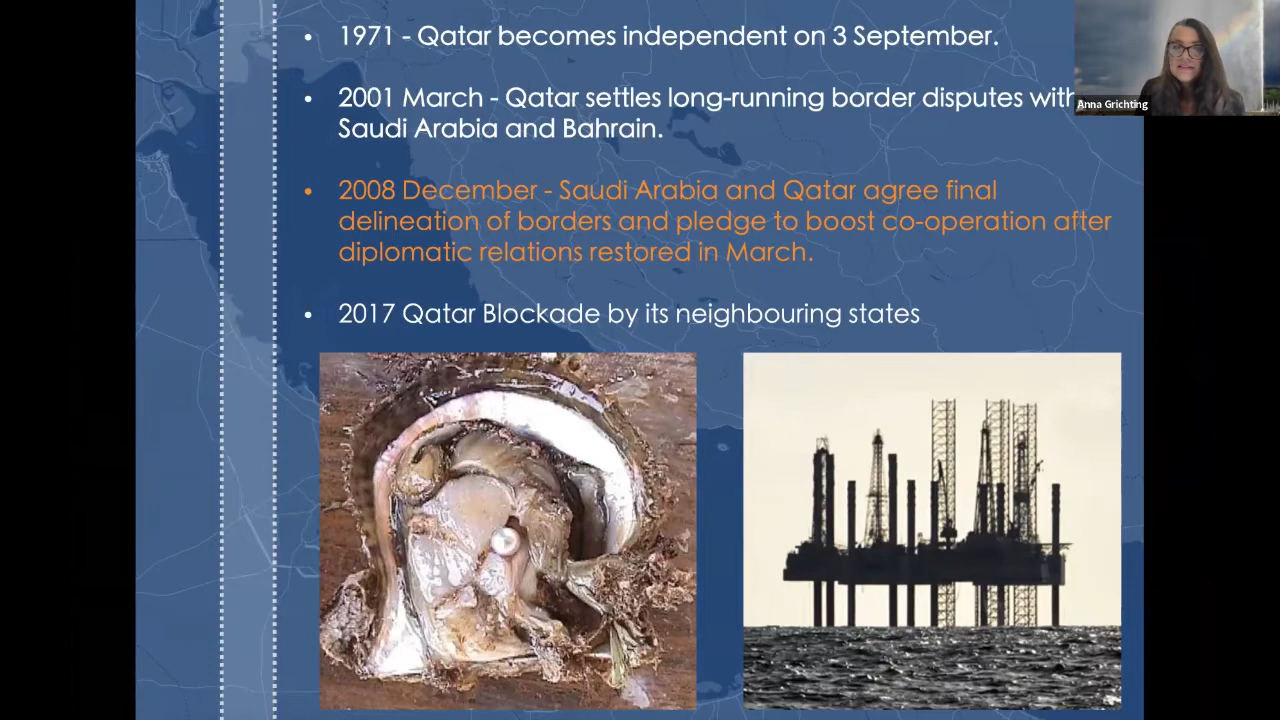 • 1971 - Qatar becomes independent on 3 September.
• 2001 March - Qatar settles long-running border disputes with
Saudi Arabia and Bahrain.
• 2008 December - Saudi Arabia and Qatar agree final
delineation of borders and pledge to boost co-operation after
diplomatic relations restored in March.
• 2017 Qatar Blockade by its neighbouring states
Anna Grichting